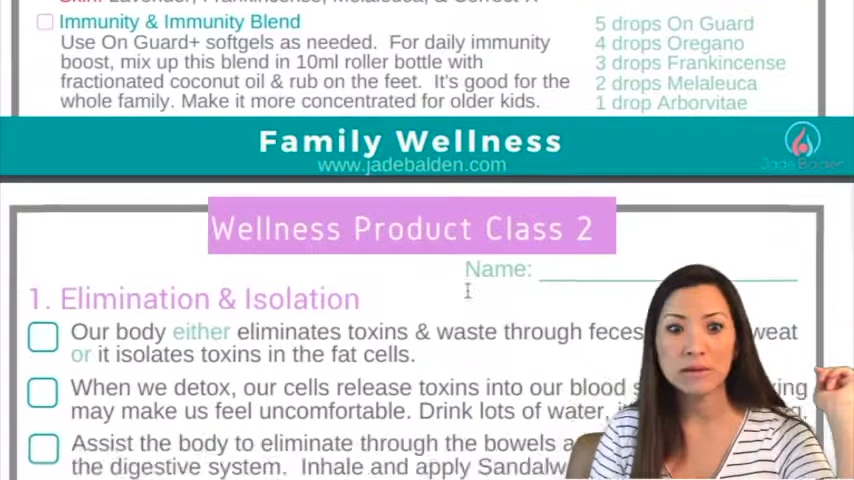 Immunity & Immunity Blend
Use On Guard+ softgels as needed. For daily immunity
boost, mix up this blend in 10ml roller bottle with
fractionated coconut oil & rub on the feet. It's good for the
whole family. Make it more concentrated for older kids.
5 drops On Guard
4 drops Oregano
3 drops Frankincense
2 drops Melaleuca
1 drop Arborvitae
Family Wellness
www.jadebalden.com
Jade Balden
Wellness Product Class 2
Name:
1. Elimination & Isolation
Our body either eliminates toxins & waste through feces
or it isolates toxins in the fat cells.
When we detox, our cells release toxins into our blood
may make us feel uncomfortable. Drink lots of water,
Assist the body to eliminate through the bowels
the digestive system. Inhale and apply